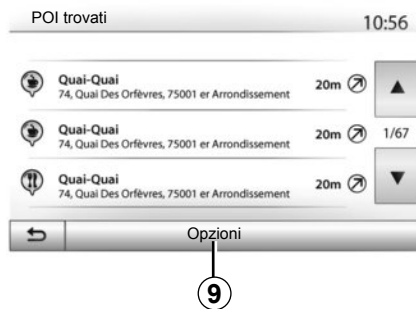 POI trovati 10:56
Quai-Quai
74, Quai Des Orfèvres, 75001 er Arrondissement
20m
Quai-Quai
74, Quai Des Orfèvres, 75001 er Arrondissement
20m
1/67
Quai-Quai
74, Quai Des Orfèvres, 75001 er Arrondissement
20m
Opzioni
9